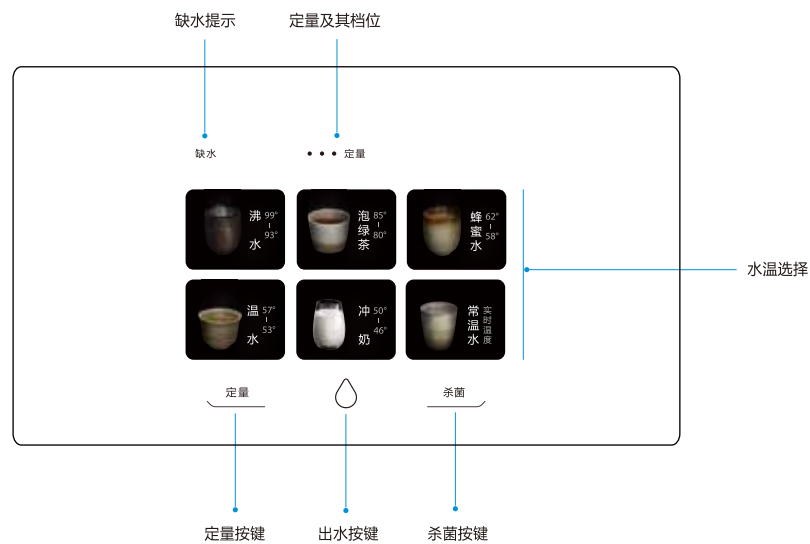 缺水提示
定量及其档位
缺水
• • • 定量
沸水 99° - 93°
泡绿茶 85° - 80°
蜂蜜水 62° - 58°
水温选择
温水 57° - 53°
冲奶 50° - 46°
常温水 实时温度
定量
杀菌
定量按键
出水按键
杀菌按键